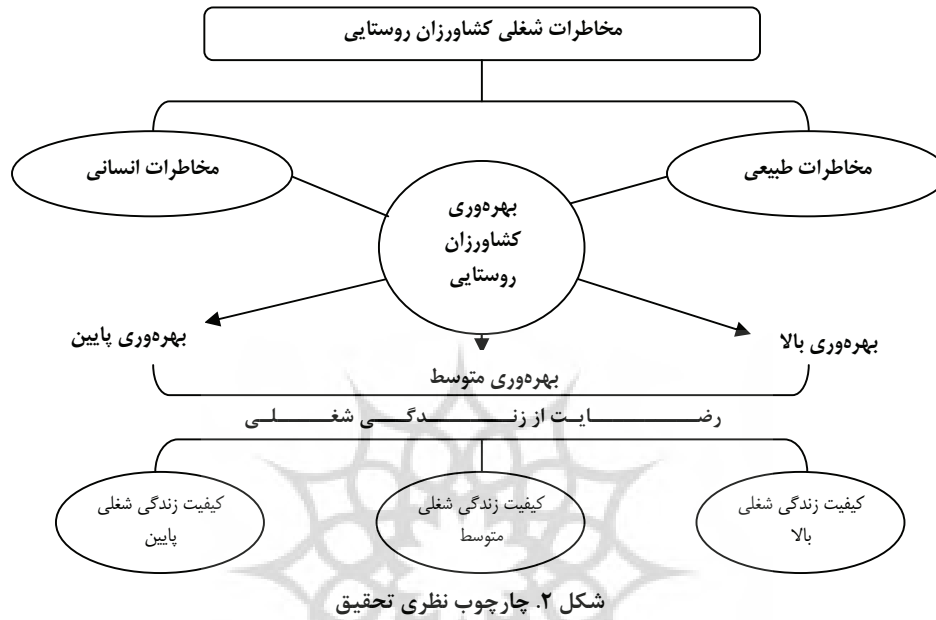 مخاطرات شغلی کشاورزان روستایی
مخاطرات طبیعی
مخاطرات انسانی
بهره‌وری
کشاورزان
روستایی
بهره‌وری بالا
بهره‌وری پایین
بهره‌وری متوسط
رضـــــــــایـت از زنـــــــدگـــی شغـــــلـی
کیفیت زندگی شغلی
بالا
کیفیت زندگی شغلی
متوسط
کیفیت زندگی شغلی
پایین
شکل ۲. چارچوب نظری تحقیق